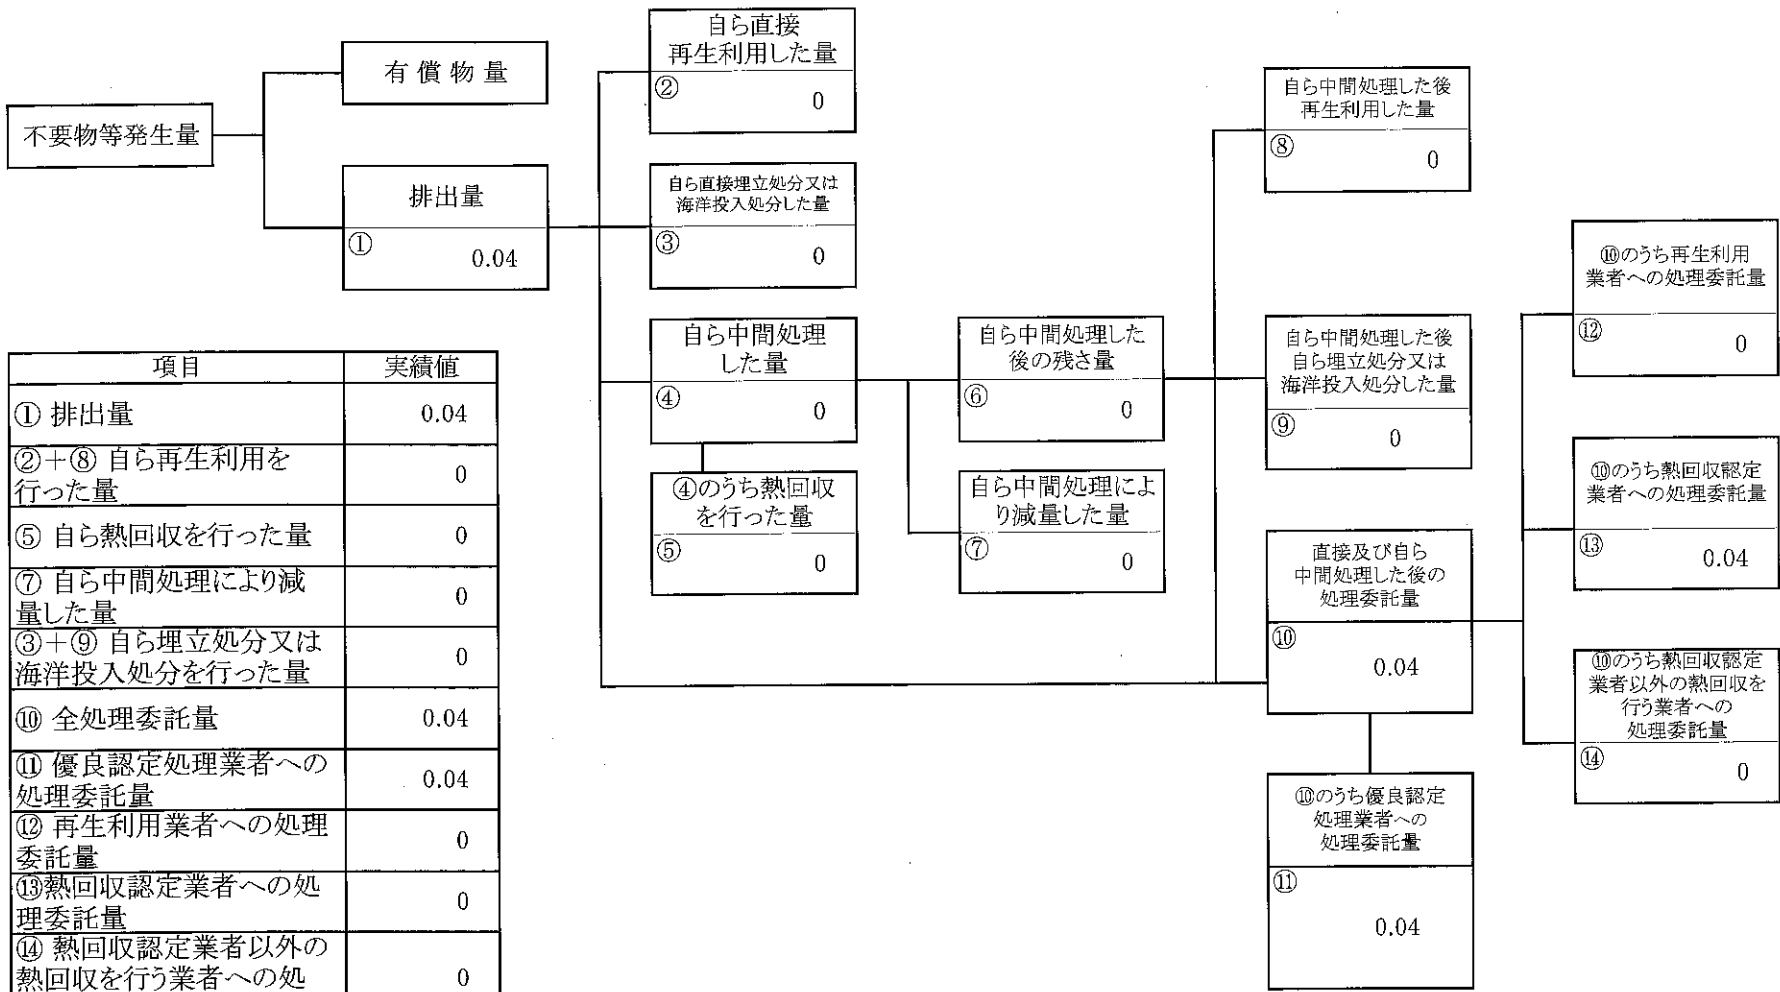 不要物等発生量
有償物量
排出量
①
0.04
自ら直接
再生利用した量
②
0
自ら直接埋立処分又は
海洋投入処分した量
③
0
自ら中間処理
した量
④
0
④のうち熱回収
を行った量
⑤
0
自ら中間処理した
後の残さ量
⑥
0
自ら中間処理によ
り減量した量
⑦
0
自ら中間処理した後
再生利用した量
⑧
0
自ら中間処理した後
自ら埋立処分又は
海洋投入処分した量
⑨
0
直接及び自ら
中間処理した後の
処理委託量
⑩
0.04
⑩のうち優良認定
処理業者への
処理委託量
⑪
0.04
⑩のうち再生利用
業者への処理委託量
⑫
0
⑩のうち熱回収認定
業者への処理委託量
⑬
0.04
⑩のうち熱回収認定
業者以外の熱回収を
行う業者への
処理委託量
⑭
0
項目 実績値
① 排出量 0.04
②+⑧ 自ら再生利用を
行った量 0
⑤ 自ら熱回収を行った量 0
⑦ 自ら中間処理により減
量した量 0
③+⑨ 自ら埋立処分又は
海洋投入処分を行った量 0
⑩ 全処理委託量 0.04
⑪ 優良認定処理業者への
処理委託量 0.04
⑫ 再生利用業者への処理
委託量 0
⑬熱回収認定業者への処
理委託量 0
⑭ 熱回収認定業者以外の
熱回収を行う業者への処 0